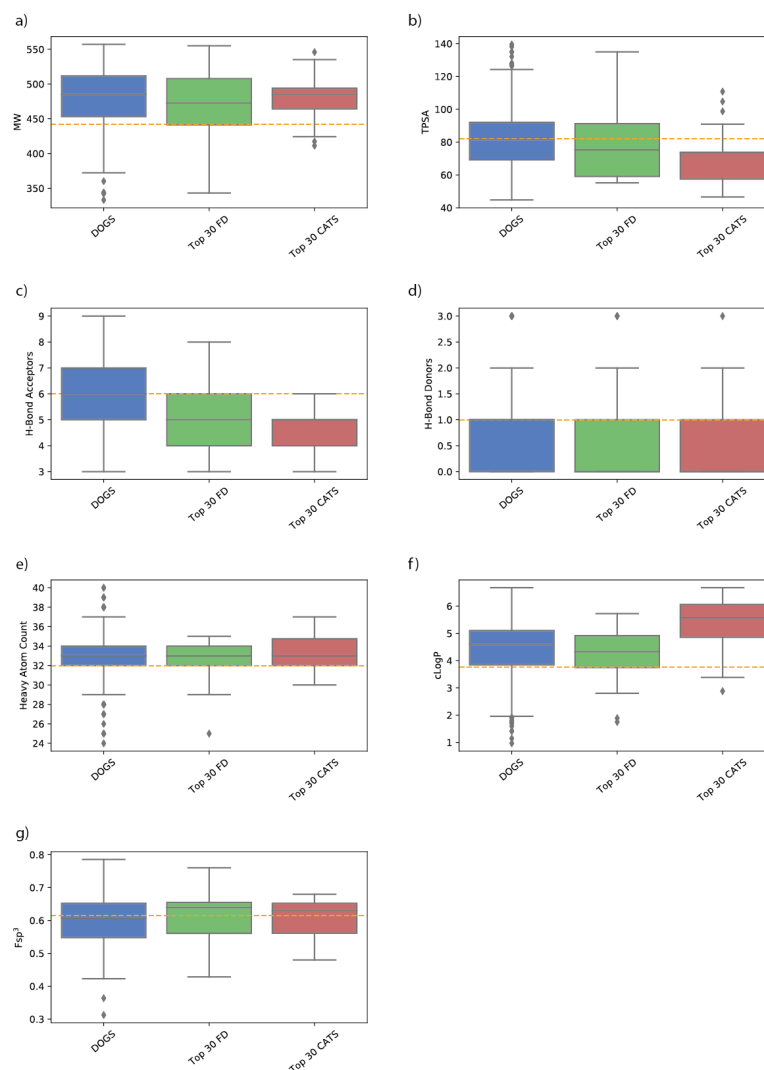 a)
550
500
450
400
350
MW
DOGS
Top 30 FD
Top 30 CATS
b)
140
120
100
80
60
40
TPSA
DOGS
Top 30 FD
Top 30 CATS
c)
9
8
7
6
5
4
3
H-Bond Acceptors
DOGS
Top 30 FD
Top 30 CATS
d)
3.0
2.5
2.0
1.5
1.0
0.5
0.0
H-Bond Donors
DOGS
Top 30 FD
Top 30 CATS
e)
40
38
36
34
32
30
28
26
24
Heavy Atom Count
DOGS
Top 30 FD
Top 30 CATS
f)
6
5
4
3
2
1
cLogP
DOGS
Top 30 FD
Top 30 CATS
g)
0.8
0.7
0.6
0.5
0.4
0.3
Fsp³
DOGS
Top 30 FD
Top 30 CATS